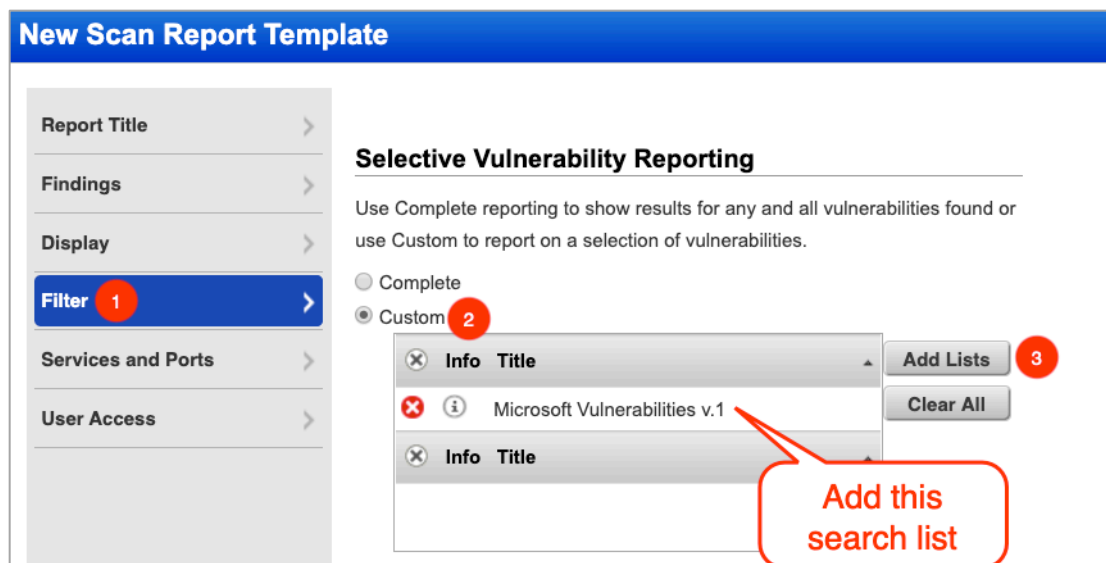 New Scan Report Template
Report Title
Findings
Display
Filter 1
Services and Ports
User Access
Selective Vulnerability Reporting
Use Complete reporting to show results for any and all vulnerabilities found or
use Custom to report on a selection of vulnerabilities.
Complete
Custom 2
Info Title
Add Lists 3
Microsoft Vulnerabilities v.1
Clear All
Info Title
Add this
search list